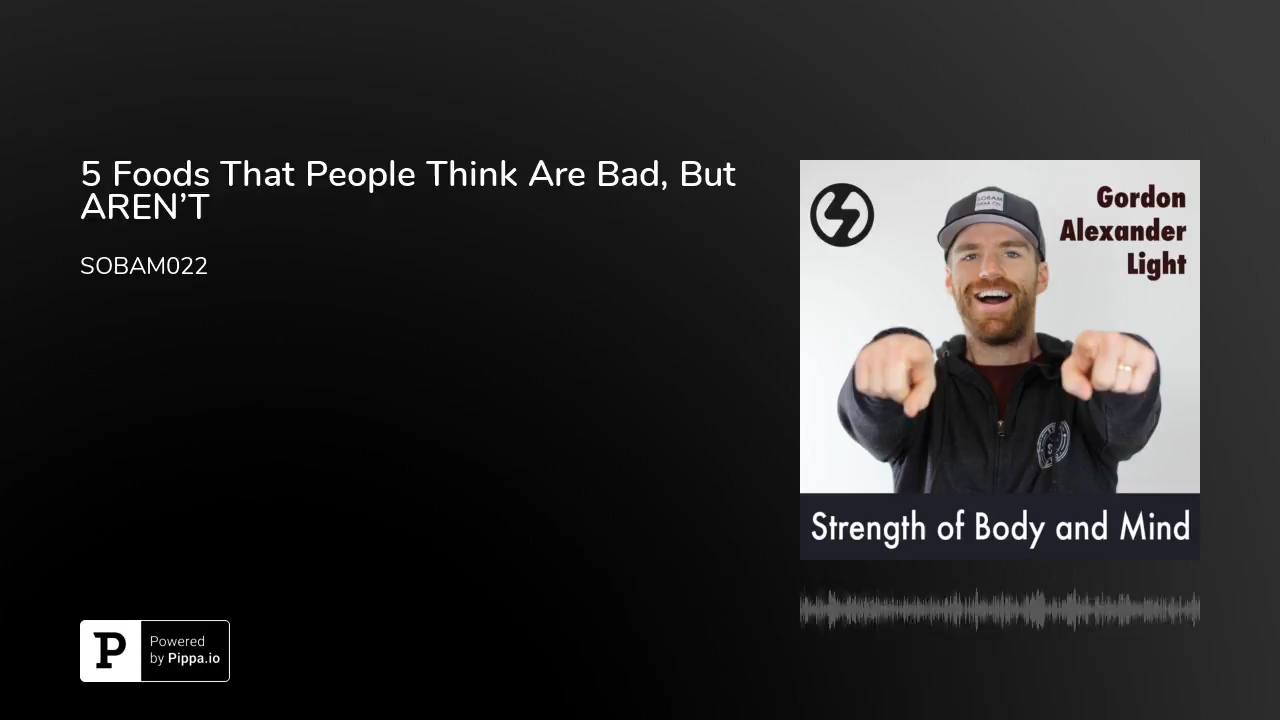 5 Foods That People Think Are Bad, But
AREN’T
SOBAM022
Gordon
Alexander
Light
SOBAM
Strength of Body and Mind
P
Powered
by Pippa.io